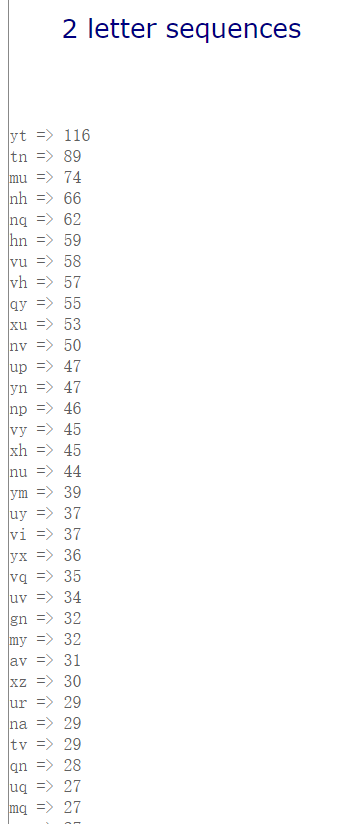 2 letter sequences
yt => 116
tn => 89
mu => 74
nh => 66
nq => 62
hn => 59
vu => 58
vh => 57
qy => 55
xu => 53
nv => 50
up => 47
yn => 47
np => 46
vy => 45
xh => 45
nu => 44
ym => 39
uy => 37
vi => 37
yx => 36
vq => 35
uv => 34
gn => 32
my => 32
av => 31
xz => 30
ur => 29
na => 29
tv => 29
qn => 28
uq => 27
mq => 27